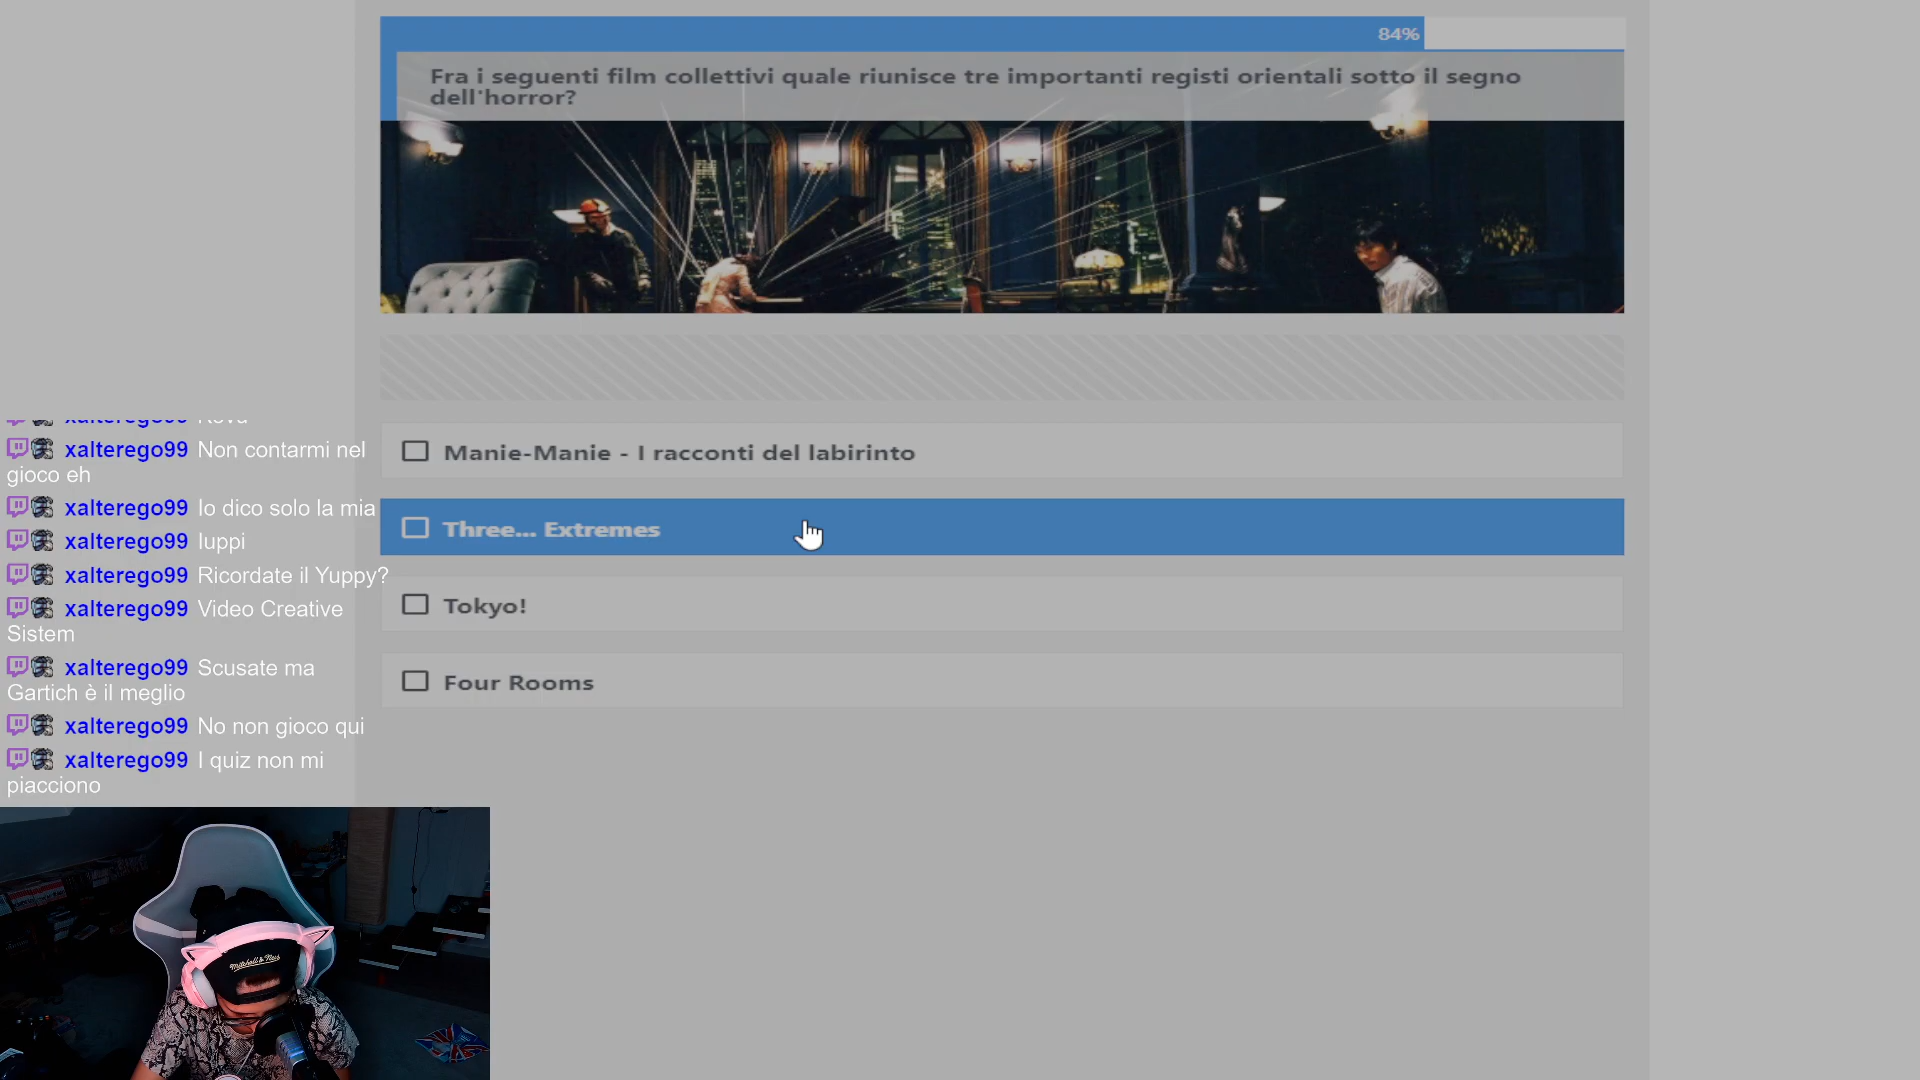 84%
Fra i seguenti film collettivi quale riunisce tre importanti registi orientali sotto il segno
dell'horror?
Manie-Manie - I racconti del labirinto
Three... Extremes
Tokyo!
Four Rooms
xalterego99 Non contarmi nel
gioco eh
xalterego99 Io dico solo la mia
xalterego99 Iuppi
xalterego99 Ricordate il Yuppy?
xalterego99 Video Creative
Sistem
xalterego99 Scusate ma
Gartich è il meglio
xalterego99 No non gioco qui
xalterego99 I quiz non mi
piacciono
Mitchell & Ness